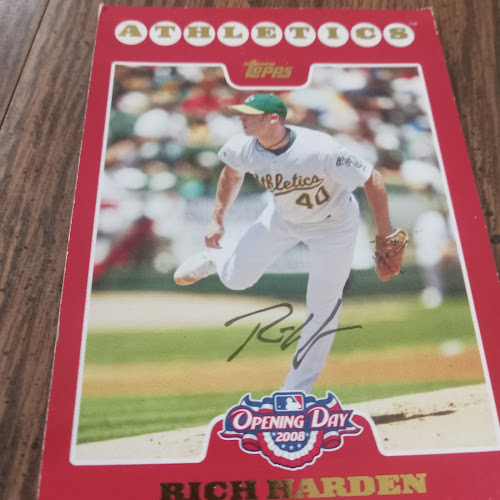 ATHLETICS
Topps
Athletics
40
OPENING DAY
2008
RICH HARDEN